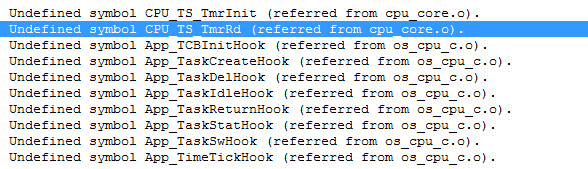 Undefined symbol CPU_TS_TmrInit (referred from cpu_core.o).
Undefined symbol CPU_TS_TmrRd (referred from cpu_core.o).
Undefined symbol App_TCBInitHook (referred from os_cpu_c.o).
Undefined symbol App_TaskCreateHook (referred from os_cpu_c.o).
Undefined symbol App_TaskDelHook (referred from os_cpu_c.o).
Undefined symbol App_TaskIdleHook (referred from os_cpu_c.o).
Undefined symbol App_TaskReturnHook (referred from os_cpu_c.o).
Undefined symbol App_TaskStatHook (referred from os_cpu_c.o).
Undefined symbol App_TaskSwHook (referred from os_cpu_c.o).
Undefined symbol App_TimeTickHook (referred from os_cpu_c.o).